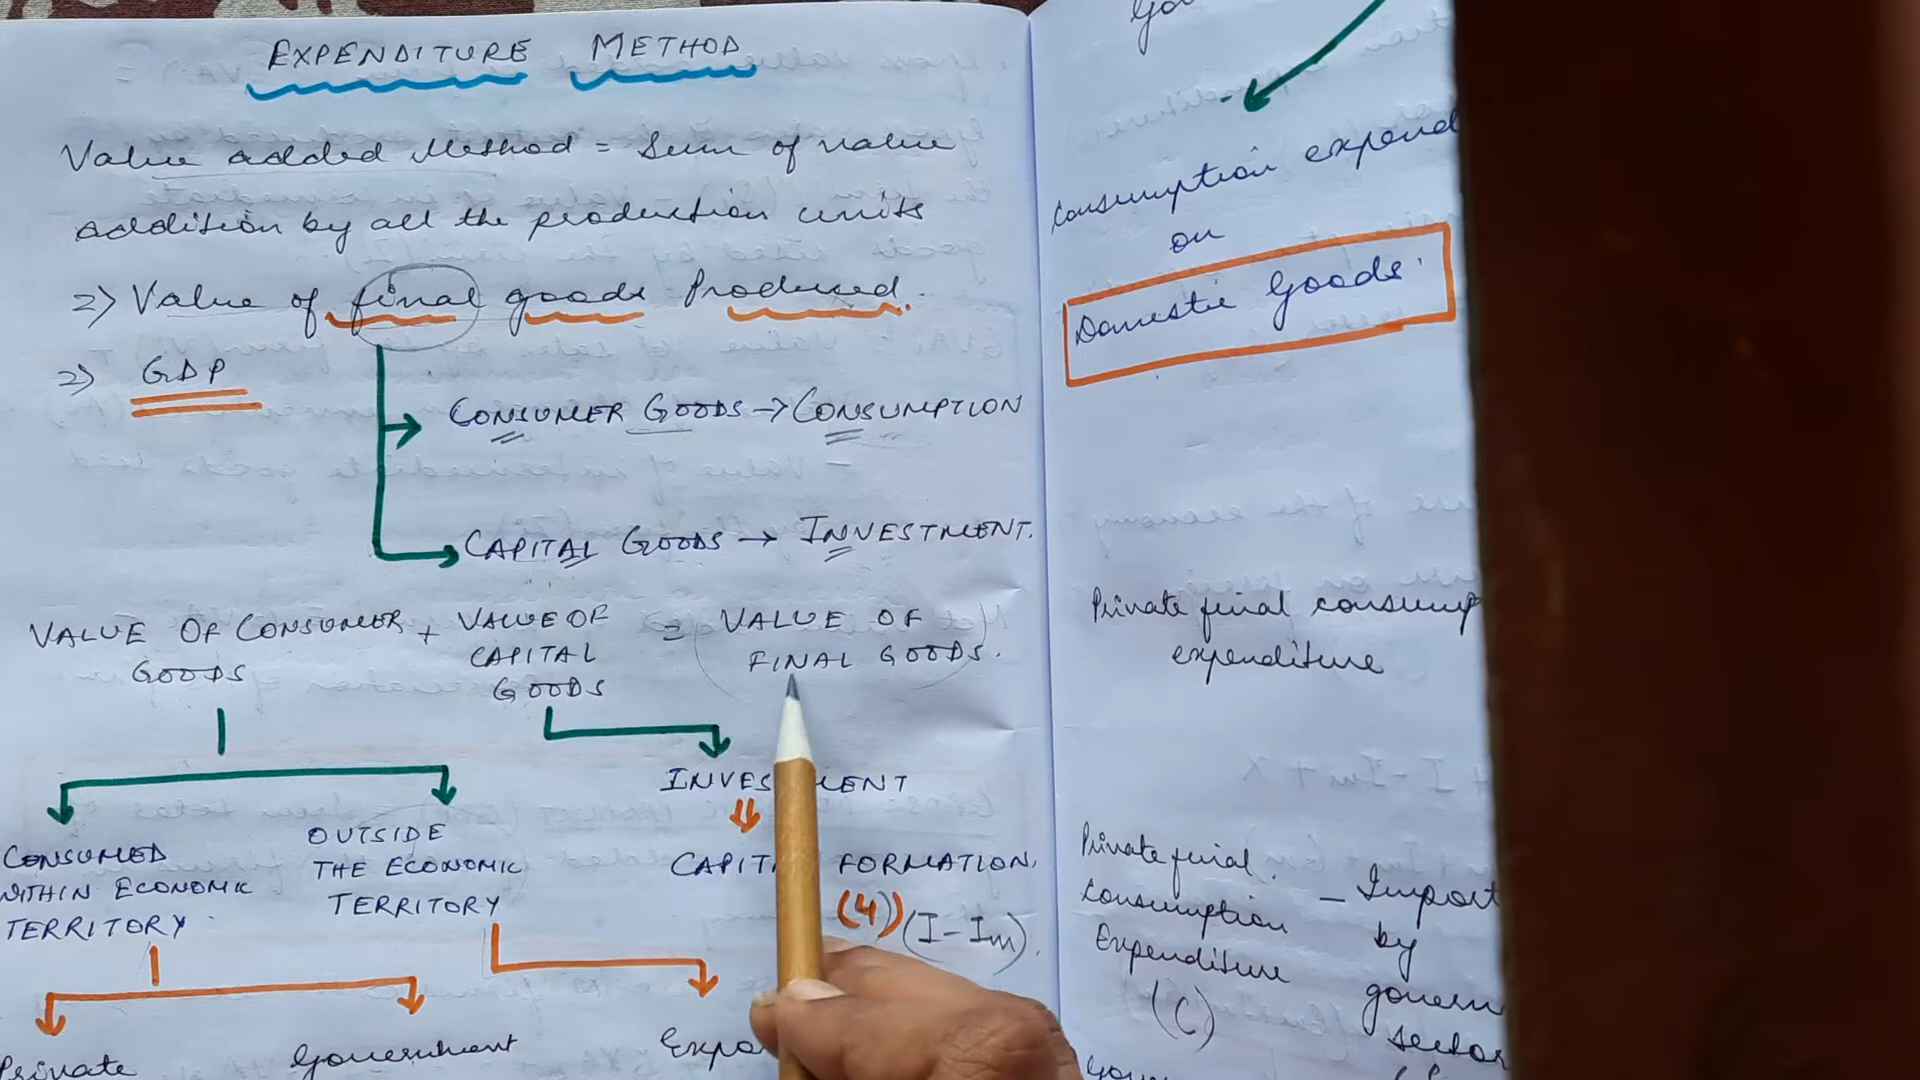 EXPENDITURE METHOD
Value added Method = Sum of value
addition by all the production units
=> Value of final goods Produced.
=> GDP
CONSUMER GOODS → CONSUMPTION
CAPITAL GOODS → INVESTMENT.
VALUE OF CONSUMER GOODS + VALUE OF CAPITAL GOODS = VALUE OF FINAL GOODS.
INVES MENT
CAPIT FORMATION.
(4) (I - Im).
CONSUMED
WITHIN ECONOMIC
TERRITORY
OUTSIDE
THE ECONOMIC
TERRITORY
Private
Government
Expo
Consumption expend
on
Domestic Goods.
Private final consump
expenditure
Private final
consumption
Expenditure
(C)
- Import
by
govern
sector